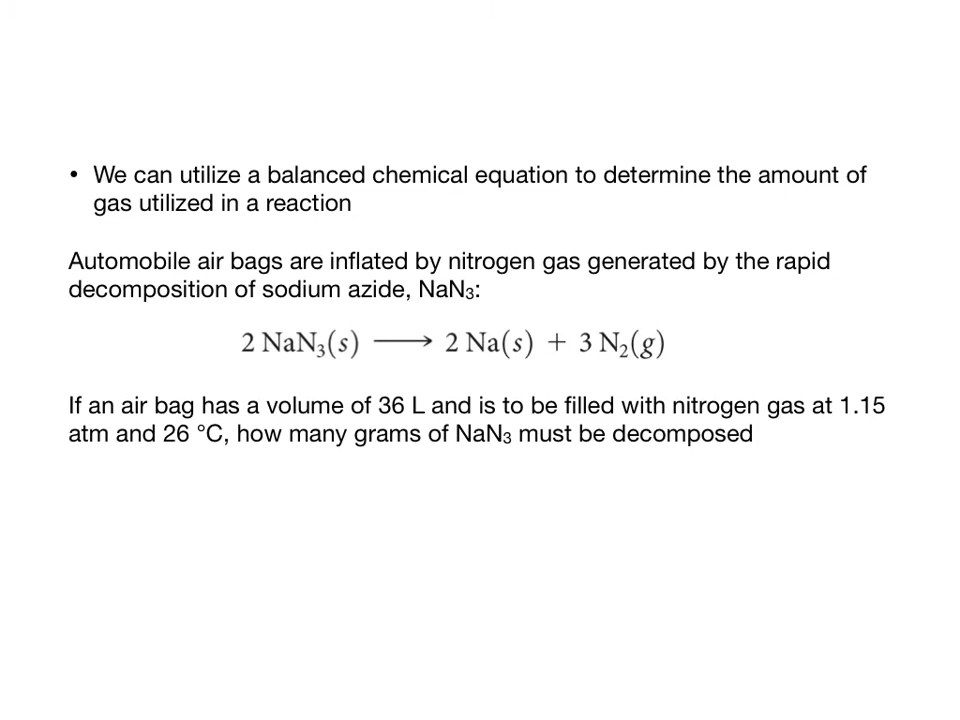 • We can utilize a balanced chemical equation to determine the amount of
gas utilized in a reaction
Automobile air bags are inflated by nitrogen gas generated by the rapid
decomposition of sodium azide, NaN₃:
2 NaN₃(s) ⟶ 2 Na(s) + 3 N₂(g)
If an air bag has a volume of 36 L and is to be filled with nitrogen gas at 1.15
atm and 26 °C, how many grams of NaN₃ must be decomposed